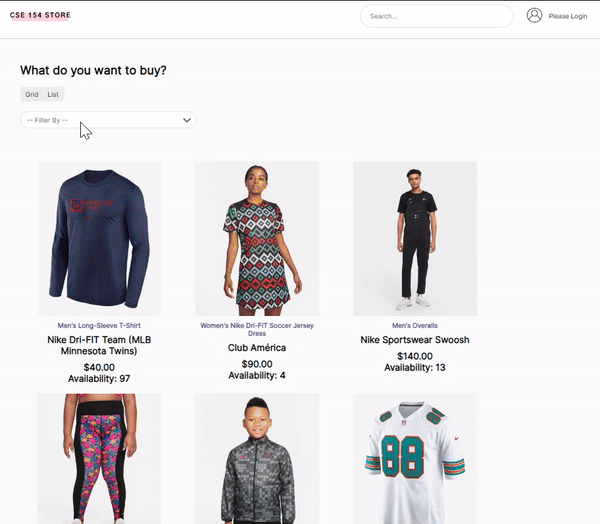 CSE 154 STORE
Search...
Please Login
What do you want to buy?
Grid
List
-- Filter By --
Men's Long-Sleeve T-Shirt
Nike Dri-FIT Team (MLB
Minnesota Twins)
$40.00
Availability: 97
Women's Nike Dri-FIT Soccer Jersey
Dress
Club América
$90.00
Availability: 4
Men's Overalls
Nike Sportswear Swoosh
$140.00
Availability: 13
88